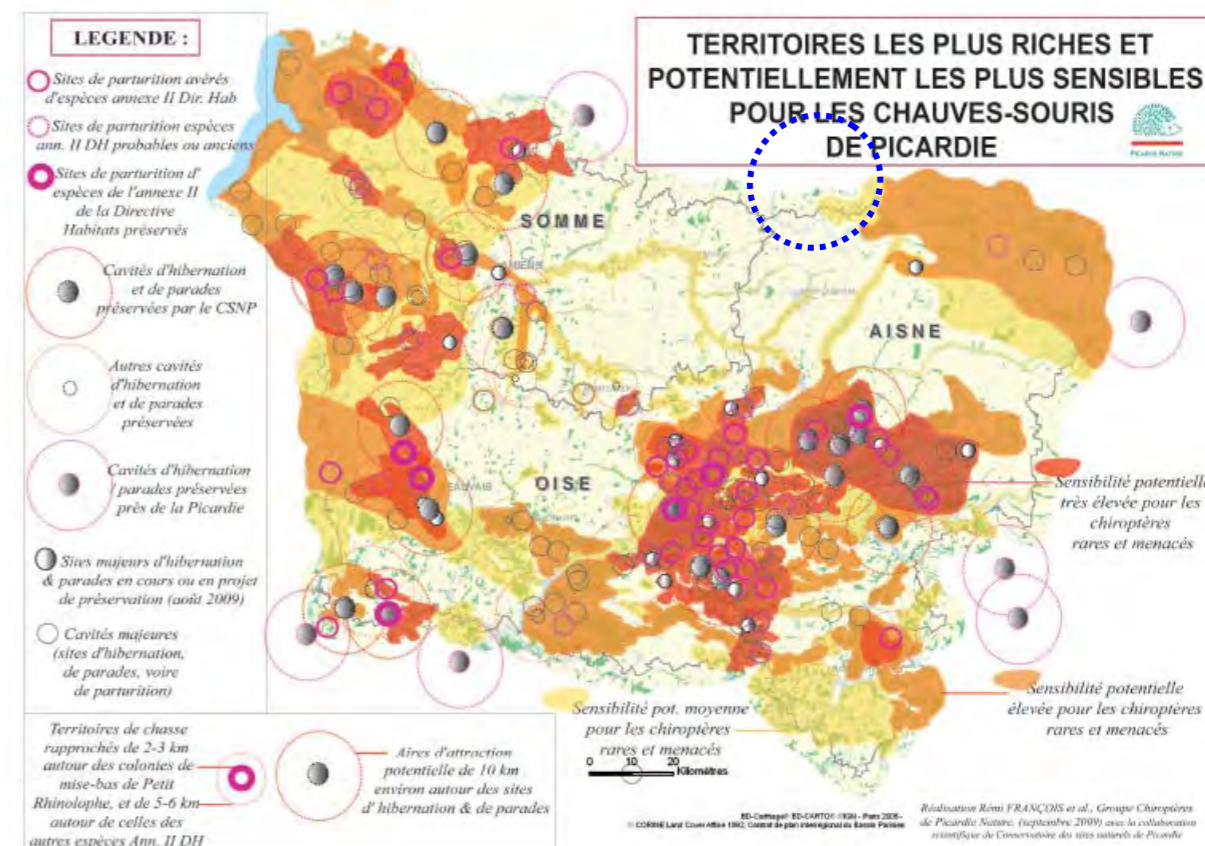 LEGENDE :
Sites de parturition avérés
d'espèces annexe II Dir. Hab
Sites de parturition espèces
ann. II DH probables ou anciens
Sites de parturition d'
espèces de l'annexe II
de la Directive
Habitats préservés
Cavités d'hibernation
et de parades
préservées par le CSNP
Autres cavités
d'hibernation
et de parades
préservées
Cavités d'hibernation
/ parades préservées
près de la Picardie
Sites majeurs d'hibernation
& parades en cours ou en projet
de préservation (août 2009)
Cavités majeures
(sites d'hibernation,
de parades, voire
de parturition)
Territoires de chasse
rapprochés de 2-3 km
autour des colonies de
mise-bas de Petit
Rhinolophe, et de 5-6 km
autour de celles des
autres espèces Ann. II DH
Aires d'attraction
potentielle de 10 km
environ autour des sites
d' hibernation & de parades
TERRITOIRES LES PLUS RICHES ET
POTENTIELLEMENT LES PLUS SENSIBLES
POUR LES CHAUVES-SOURIS
DE PICARDIE
PICARDIE NATURE
SOMME
AMIENS
AISNE
OISE
EAUVAIS
Sensibilité potentielle
très élevée pour les
chiroptères
rares et menacés
Sensibilité potentielle
élevée pour les chiroptères
rares et menacés
Sensibilité pot. moyenne
pour les chiroptères
rares et menacés
0 10 20
Kilomètres
Réalisation Rémi FRANÇOIS et al., Groupe Chiroptères
de Picardie Nature, (septembre 2009) avec la collaboration
scientifique du Conservatoire des sites naturels de Picardie